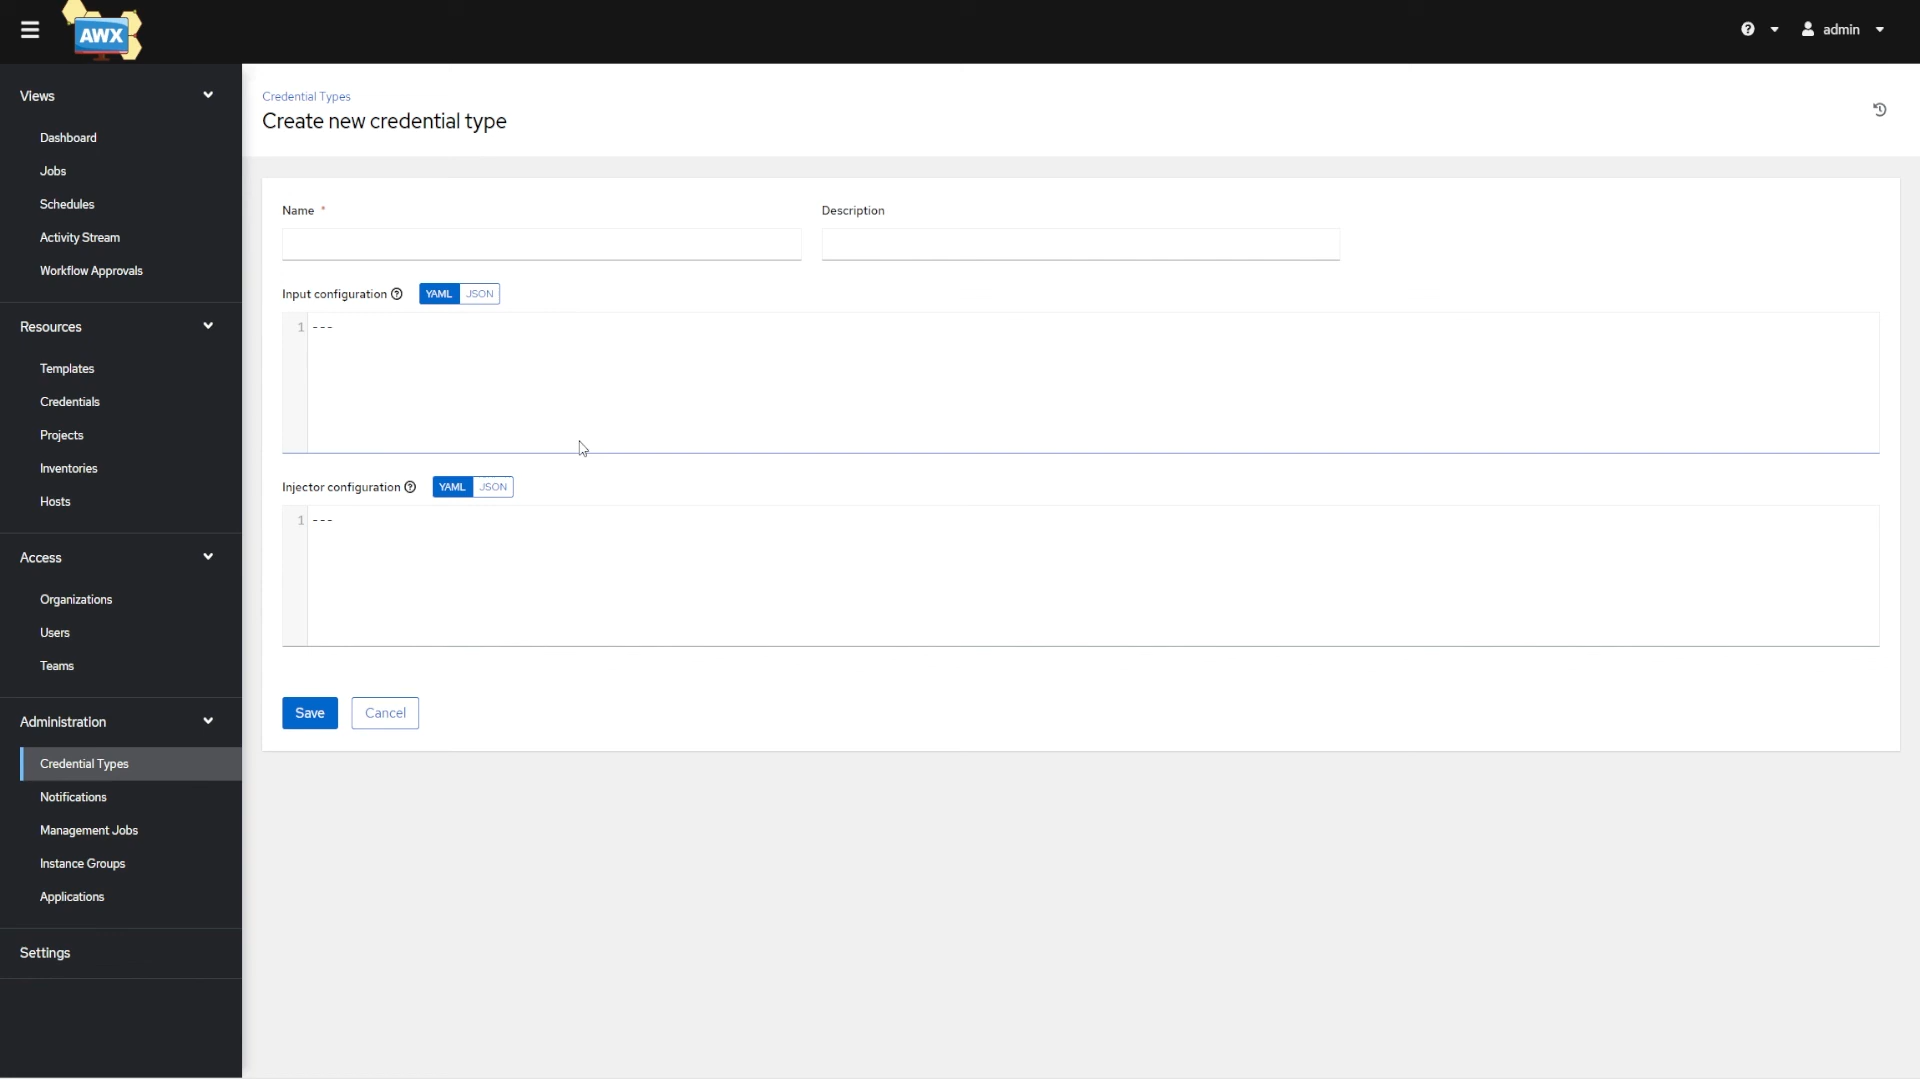 AWX
admin
Views
Dashboard
Jobs
Schedules
Activity Stream
Workflow Approvals
Resources
Templates
Credentials
Projects
Inventories
Hosts
Access
Organizations
Users
Teams
Administration
Credential Types
Notifications
Management Jobs
Instance Groups
Applications
Settings
Credential Types
Create new credential type
Name *
Description
Input configuration YAML JSON
1 ---
Injector configuration YAML JSON
1 ---
Save Cancel